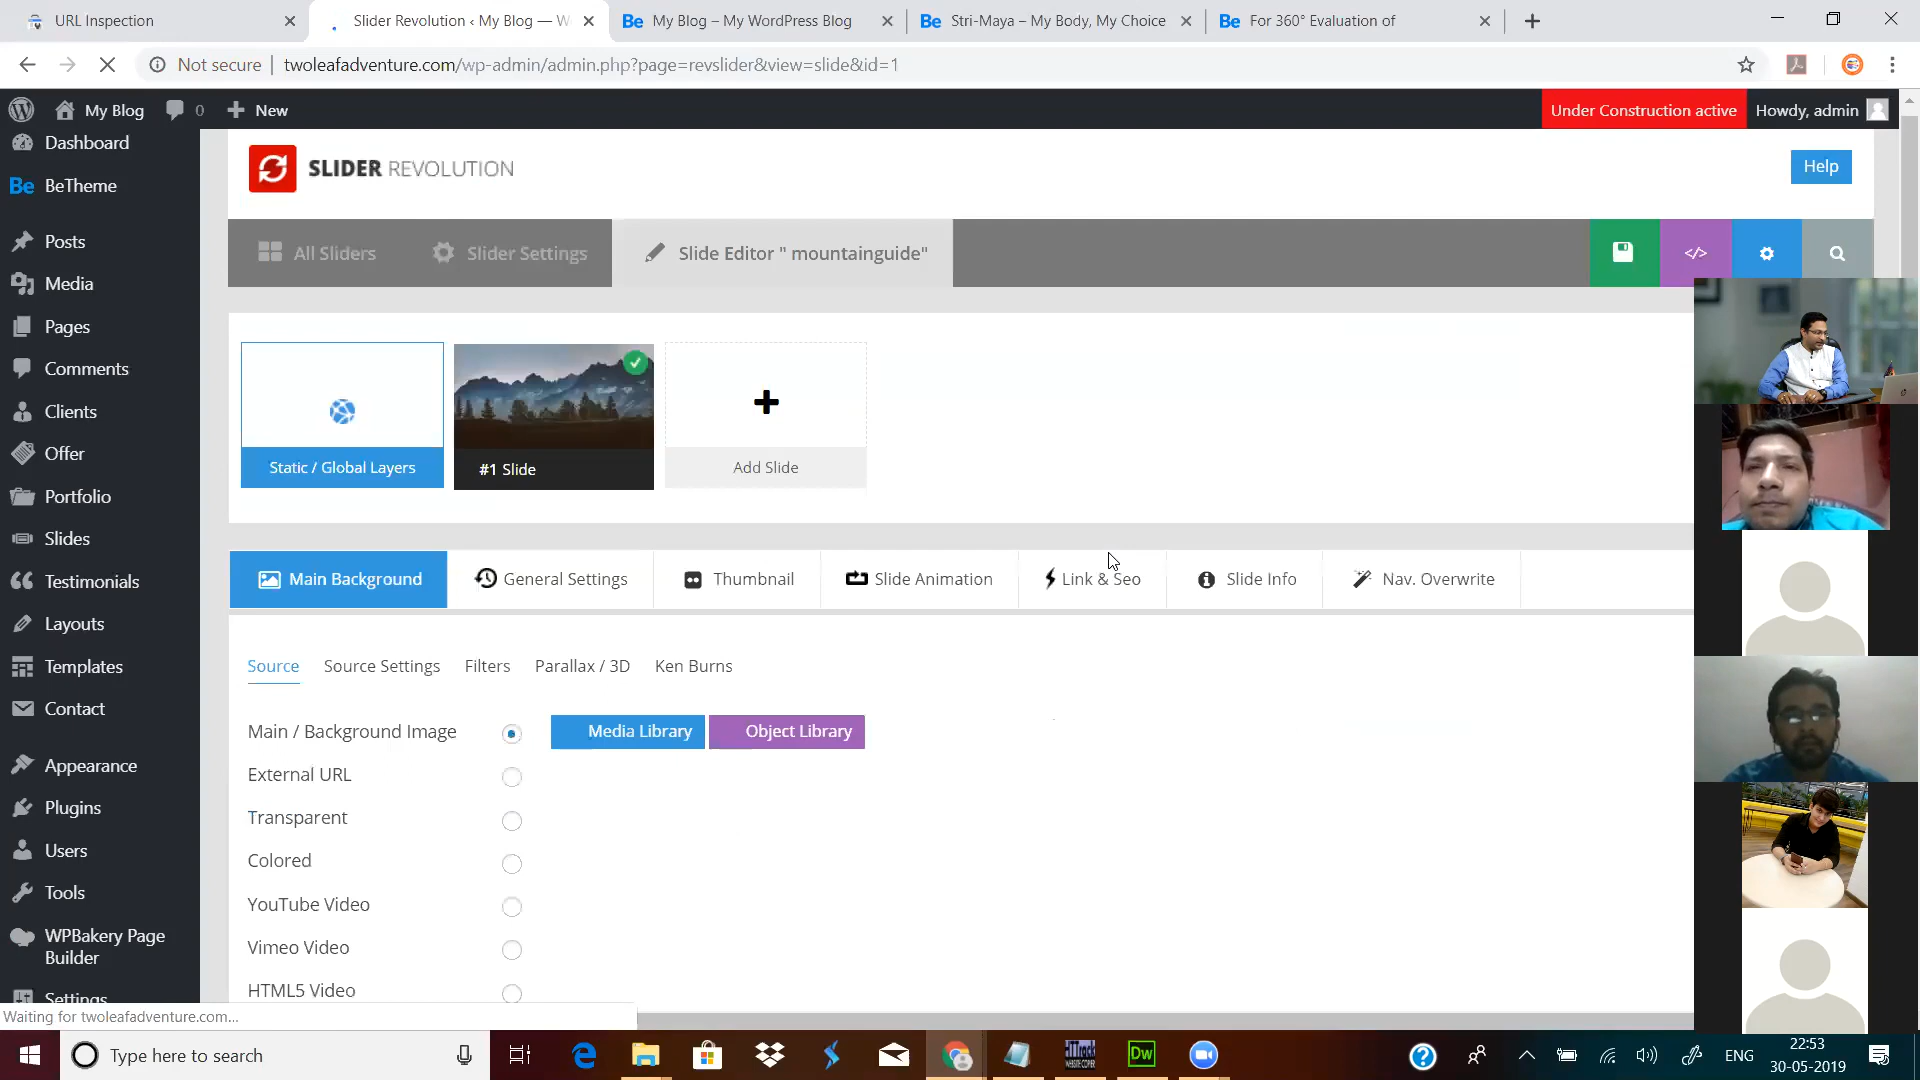 URL Inspection
Slider Revolution ‹ My Blog — W
My Blog – My WordPress Blog
Stri-Maya – My Body, My Choice
For 360° Evaluation of
Not secure | twoleafadventure.com/wp-admin/admin.php?page=revslider&view=slide&id=1
My Blog 0 New Under Construction active Howdy, admin
Dashboard
BeTheme
Posts
Media
Pages
Comments
Clients
Offer
Portfolio
Slides
Testimonials
Layouts
Templates
Contact
Appearance
Plugins
Users
Tools
WPBakery Page
Builder
Settings
SLIDER REVOLUTION
Help
All Sliders
Slider Settings
Slide Editor " mountainguide"
</>
Static / Global Layers
#1 Slide
Add Slide
Main Background
General Settings
Thumbnail
Slide Animation
Link & Seo
Slide Info
Nav. Overwrite
Source
Source Settings
Filters
Parallax / 3D
Ken Burns
Main / Background Image
Media Library
Object Library
External URL
Transparent
Colored
YouTube Video
Vimeo Video
HTML5 Video
Waiting for twoleafadventure.com...
Type here to search
Dw
ENG
22:53
30-05-2019